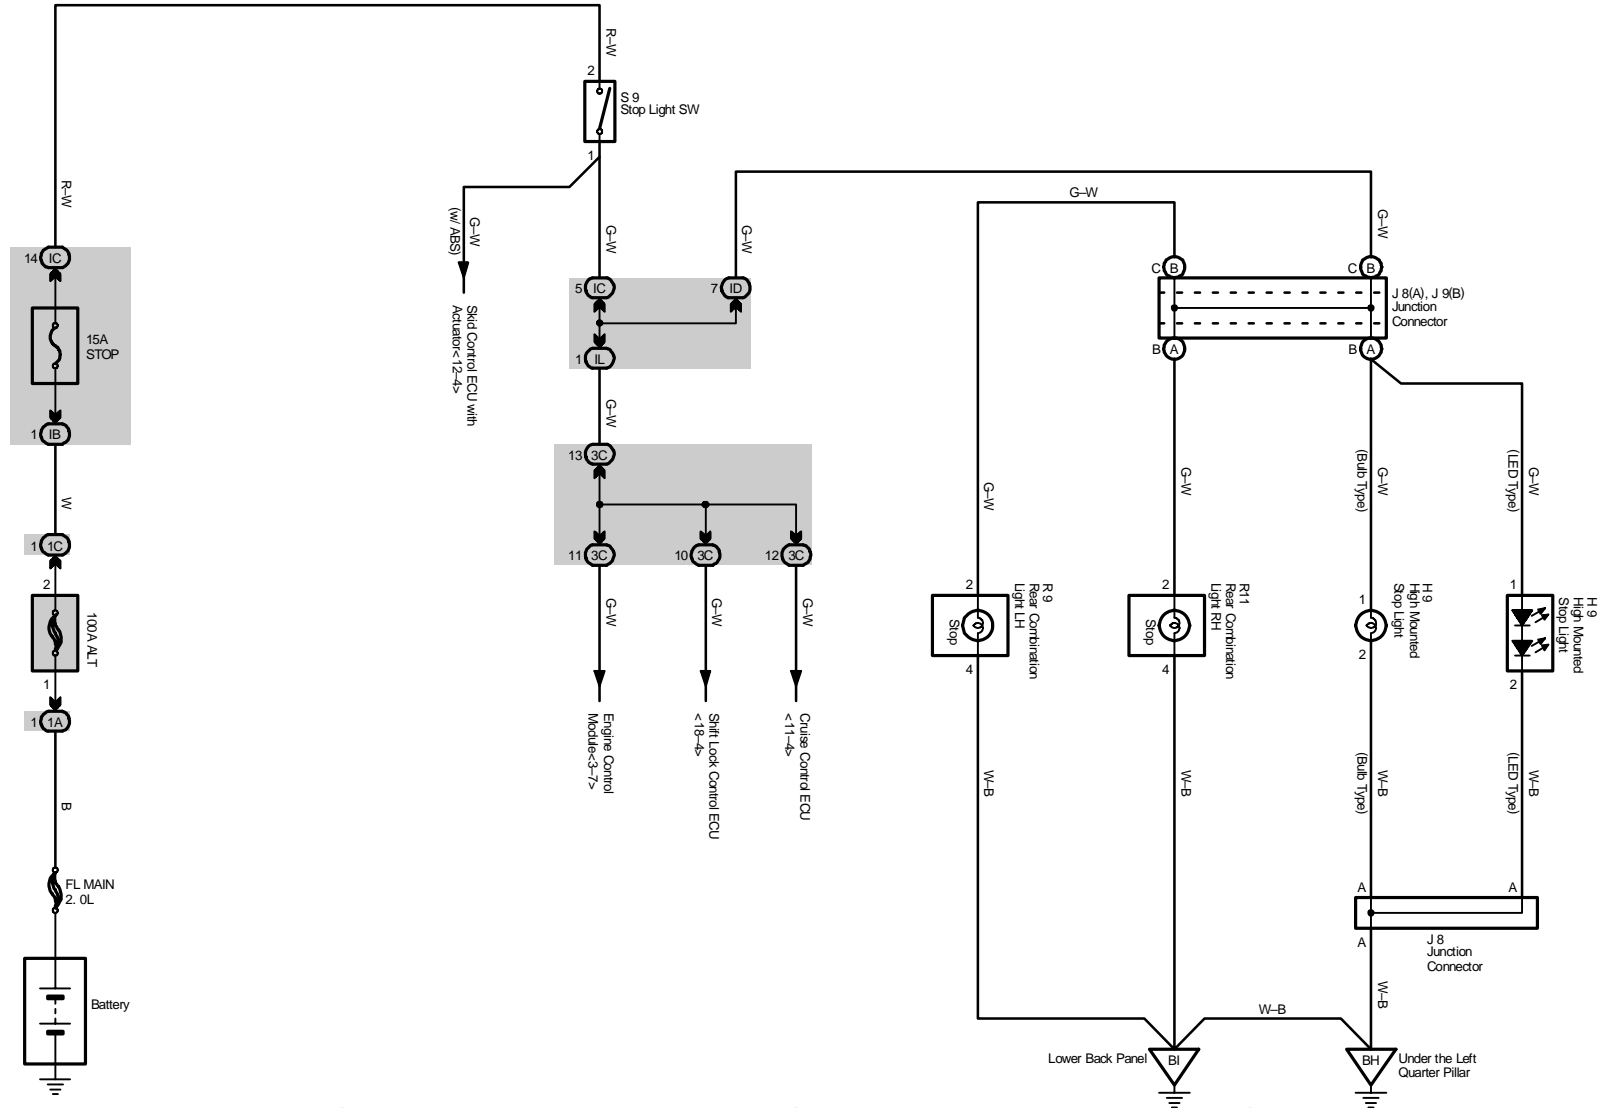 R–W
2
S 9
Stop Light SW
1
R–W
G–W
(w/ ABS)
Skid Control ECU with
Actuator<12–4>
G–W
G–W
G–W
G–W
14 IC
15A
STOP
1 IB
W
1 1C
2
100A ALT
1
1 1A
B
FL MAIN
2. 0L
Battery
5 IC
7 ID
1 IL
G–W
13 3C
11 3C
10 3C
12 3C
G–W
G–W
G–W
Engine Control
Module<3–7>
Shift Lock Control ECU
<18–4>
Cruise Control ECU
<11–4>
C B
C B
J 8(A), J 9(B)
Junction
Connector
B A
B A
G–W
G–W
G–W
(Bulb Type)
G–W
(LED Type)
2
R 9
Rear Combination
Light LH
Stop
4
2
R11
Rear Combination
Light RH
Stop
4
1
H 9
High Mounted
Stop Light
2
1
H 9
High Mounted
Stop Light
2
W–B
W–B
W–B
(Bulb Type)
W–B
(LED Type)
A
A
A
J 8
Junction
Connector
W–B
W–B
Lower Back Panel
BI
BH
Under the Left
Quarter Pillar